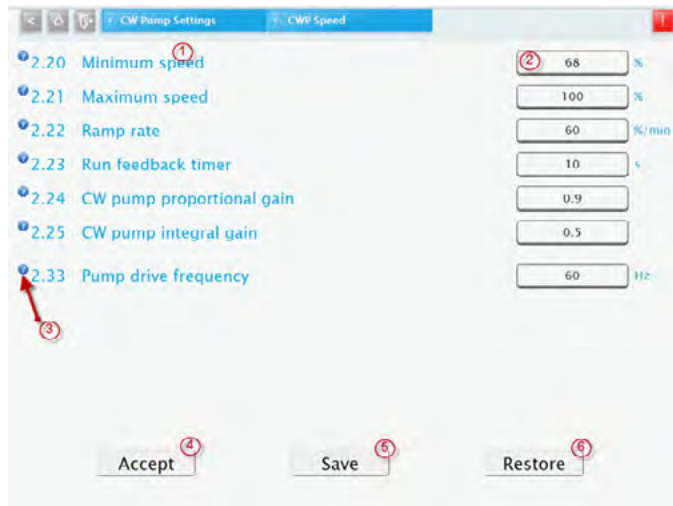 CW Pump Settings CWP Speed !
① ②
? 2.20 Minimum speed 68 %
? 2.21 Maximum speed 100 %
? 2.22 Ramp rate 60 %/min
? 2.23 Run feedback timer 10 s
? 2.24 CW pump proportional gain 0.9
? 2.25 CW pump integral gain 0.5
? 2.33 Pump drive frequency 60 Hz
③
④ ⑤ ⑥
Accept Save Restore